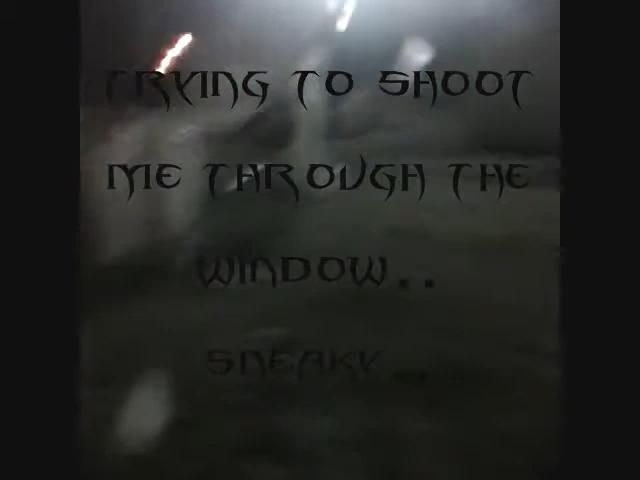 TRYING TO SHOOT
ME THROUGH THE
WINDOW..
SNEAKY..